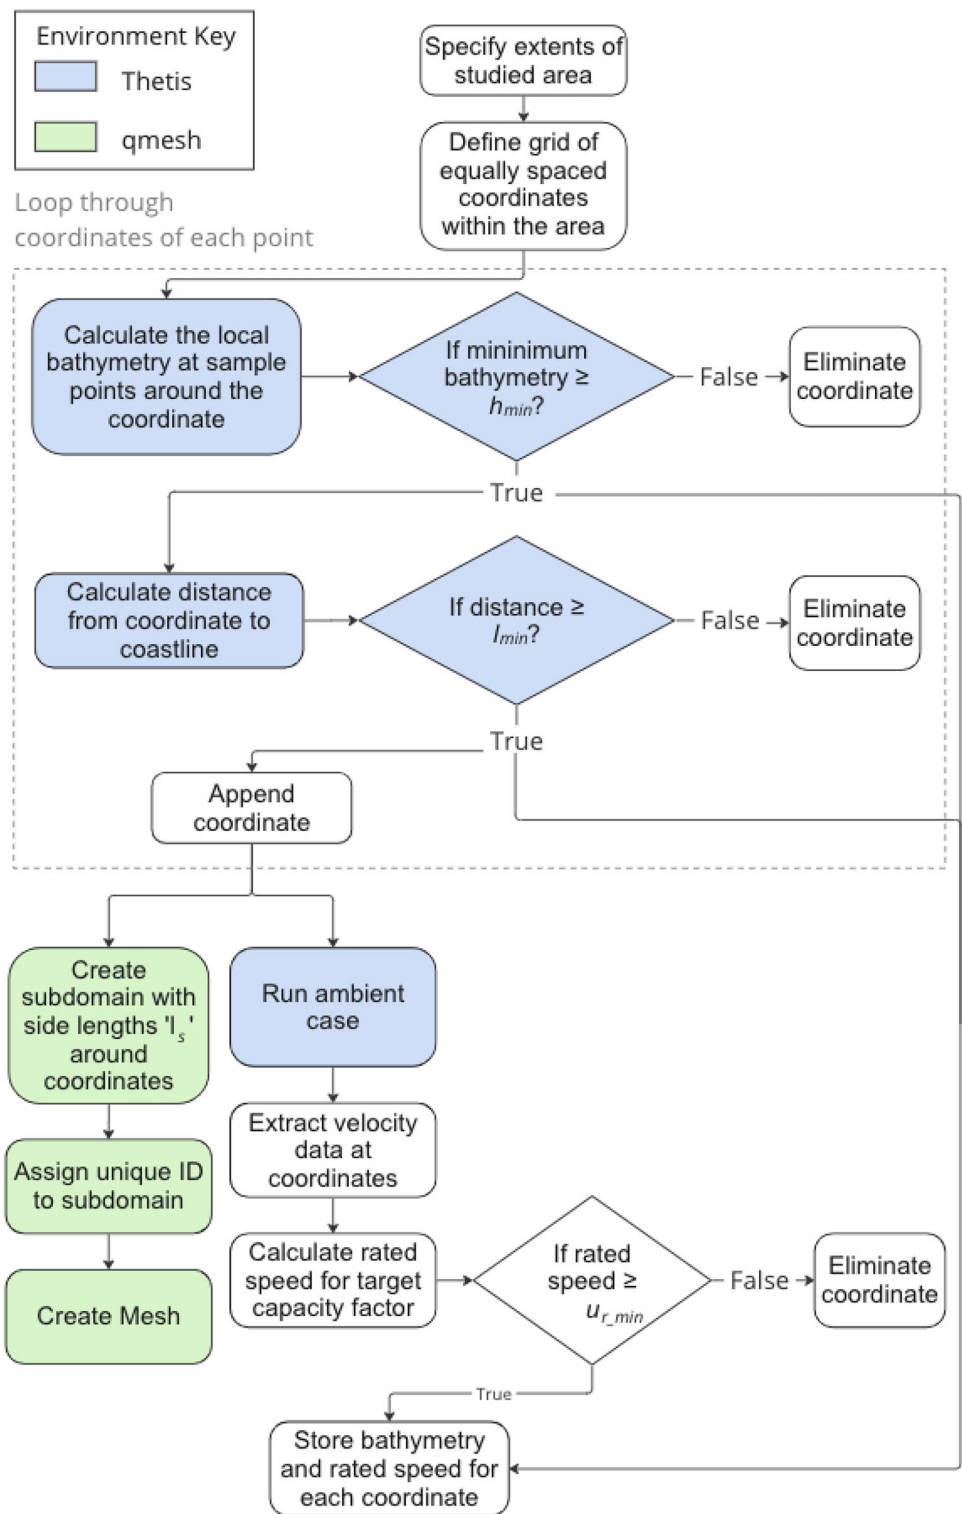 Environment Key
Thetis
qmesh
Specify extents of
studied area
Define grid of
equally spaced
coordinates
within the area
Loop through
coordinates of each point
Calculate the local
bathymetry at sample
points around the
coordinate
If mininimum
bathymetry ≥
h_min?
False
Eliminate
coordinate
True
Calculate distance
from coordinate to
coastline
If distance ≥
l_min?
False
Eliminate
coordinate
True
Append
coordinate
Create
subdomain with
side lengths 'l_s'
around
coordinates
Run ambient
case
Extract velocity
data at
coordinates
Assign unique ID
to subdomain
Create Mesh
Calculate rated
speed for target
capacity factor
If rated
speed ≥
u_r_min
False
Eliminate
coordinate
True
Store bathymetry
and rated speed for
each coordinate